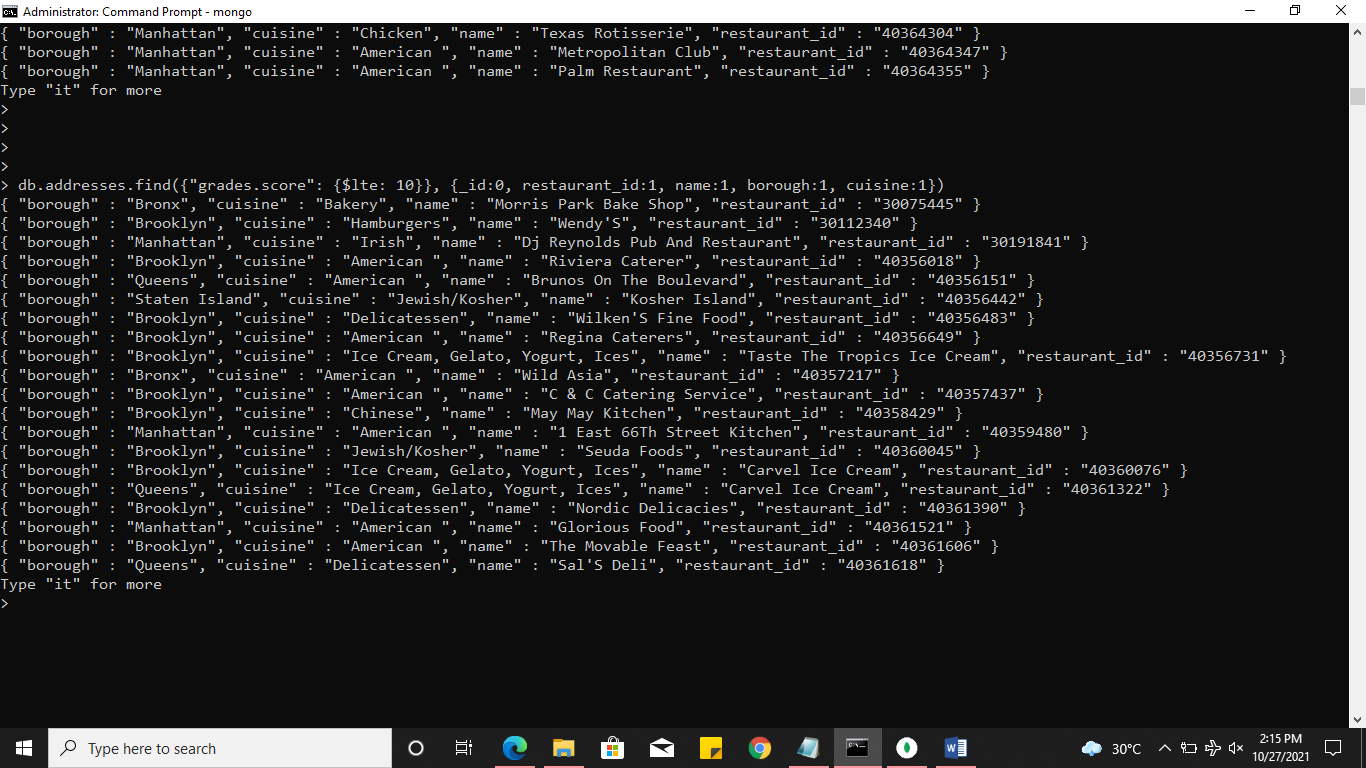 Administrator: Command Prompt - mongo
{ "borough" : "Manhattan", "cuisine" : "Chicken", "name" : "Texas Rotisserie", "restaurant_id" : "40364304" }
{ "borough" : "Manhattan", "cuisine" : "American ", "name" : "Metropolitan Club", "restaurant_id" : "40364347" }
{ "borough" : "Manhattan", "cuisine" : "American ", "name" : "Palm Restaurant", "restaurant_id" : "40364355" }
Type "it" for more
>
>
>
>
> db.addresses.find({"grades.score": {$lte: 10}}, {_id:0, restaurant_id:1, name:1, borough:1, cuisine:1})
{ "borough" : "Bronx", "cuisine" : "Bakery", "name" : "Morris Park Bake Shop", "restaurant_id" : "30075445" }
{ "borough" : "Brooklyn", "cuisine" : "Hamburgers", "name" : "Wendy'S", "restaurant_id" : "30112340" }
{ "borough" : "Manhattan", "cuisine" : "Irish", "name" : "Dj Reynolds Pub And Restaurant", "restaurant_id" : "30191841" }
{ "borough" : "Brooklyn", "cuisine" : "American ", "name" : "Riviera Caterer", "restaurant_id" : "40356018" }
{ "borough" : "Queens", "cuisine" : "American ", "name" : "Brunos On The Boulevard", "restaurant_id" : "40356151" }
{ "borough" : "Staten Island", "cuisine" : "Jewish/Kosher", "name" : "Kosher Island", "restaurant_id" : "40356442" }
{ "borough" : "Brooklyn", "cuisine" : "Delicatessen", "name" : "Wilken'S Fine Food", "restaurant_id" : "40356483" }
{ "borough" : "Brooklyn", "cuisine" : "American ", "name" : "Regina Caterers", "restaurant_id" : "40356649" }
{ "borough" : "Brooklyn", "cuisine" : "Ice Cream, Gelato, Yogurt, Ices", "name" : "Taste The Tropics Ice Cream", "restaurant_id" : "40356731" }
{ "borough" : "Bronx", "cuisine" : "American ", "name" : "Wild Asia", "restaurant_id" : "40357217" }
{ "borough" : "Brooklyn", "cuisine" : "American ", "name" : "C & C Catering Service", "restaurant_id" : "40357437" }
{ "borough" : "Brooklyn", "cuisine" : "Chinese", "name" : "May May Kitchen", "restaurant_id" : "40358429" }
{ "borough" : "Manhattan", "cuisine" : "American ", "name" : "1 East 66Th Street Kitchen", "restaurant_id" : "40359480" }
{ "borough" : "Brooklyn", "cuisine" : "Jewish/Kosher", "name" : "Seuda Foods", "restaurant_id" : "40360045" }
{ "borough" : "Brooklyn", "cuisine" : "Ice Cream, Gelato, Yogurt, Ices", "name" : "Carvel Ice Cream", "restaurant_id" : "40360076" }
{ "borough" : "Queens", "cuisine" : "Ice Cream, Gelato, Yogurt, Ices", "name" : "Carvel Ice Cream", "restaurant_id" : "40361322" }
{ "borough" : "Brooklyn", "cuisine" : "Delicatessen", "name" : "Nordic Delicacies", "restaurant_id" : "40361390" }
{ "borough" : "Manhattan", "cuisine" : "American ", "name" : "Glorious Food", "restaurant_id" : "40361521" }
{ "borough" : "Brooklyn", "cuisine" : "American ", "name" : "The Movable Feast", "restaurant_id" : "40361606" }
{ "borough" : "Queens", "cuisine" : "Delicatessen", "name" : "Sal'S Deli", "restaurant_id" : "40361618" }
Type "it" for more
>
Type here to search
30°C
2:15 PM
10/27/2021